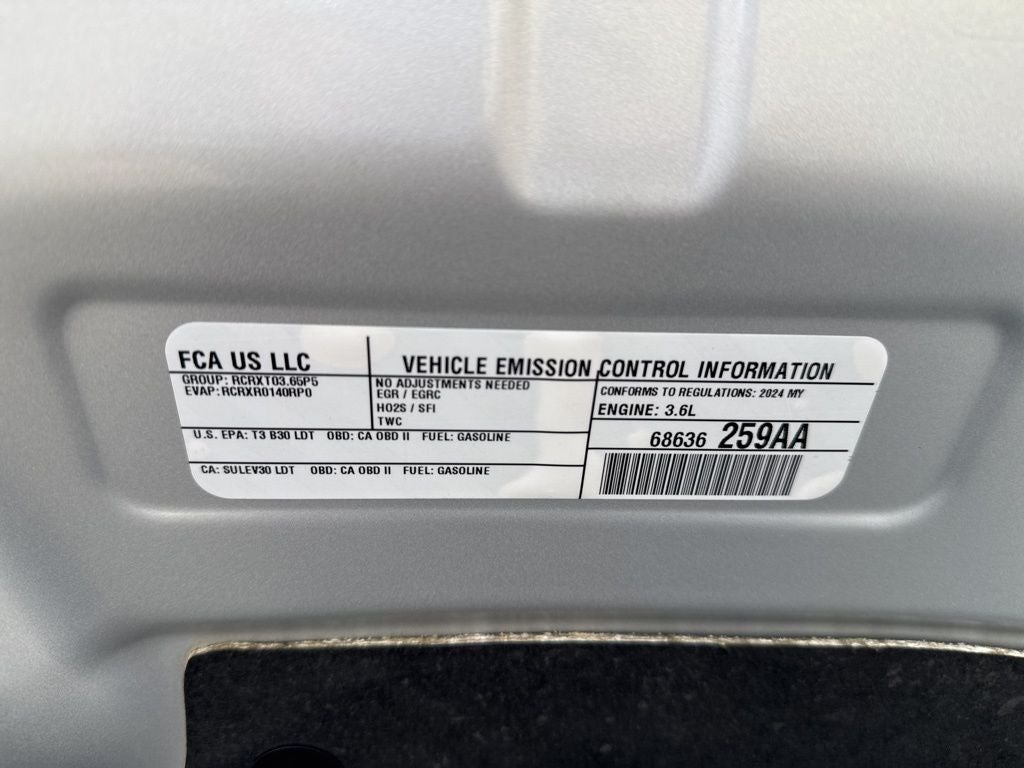 FCA US LLC
VEHICLE EMISSION CONTROL INFORMATION
GROUP: RCRXT03.65P5
EVAP: RCRXR0140RP0
NO ADJUSTMENTS NEEDED
EGR / EGRC
HO2S / SFI
TWC
CONFORMS TO REGULATIONS: 2024 MY
ENGINE: 3.6L
U.S. EPA: T3 B30 LDT OBD: CA OBD II FUEL: GASOLINE
68636 259AA
CA: SULEV30 LDT OBD: CA OBD II FUEL: GASOLINE